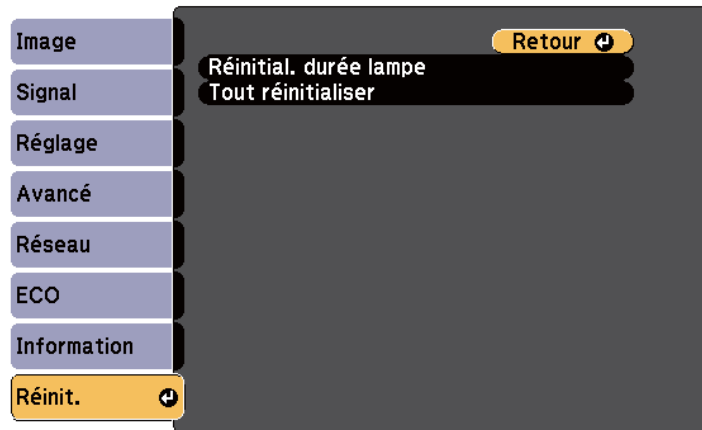 Image
Signal
Réglage
Avancé
Réseau
ECO
Information
Réinit.
Retour
Réinitial. durée lampe
Tout réinitialiser